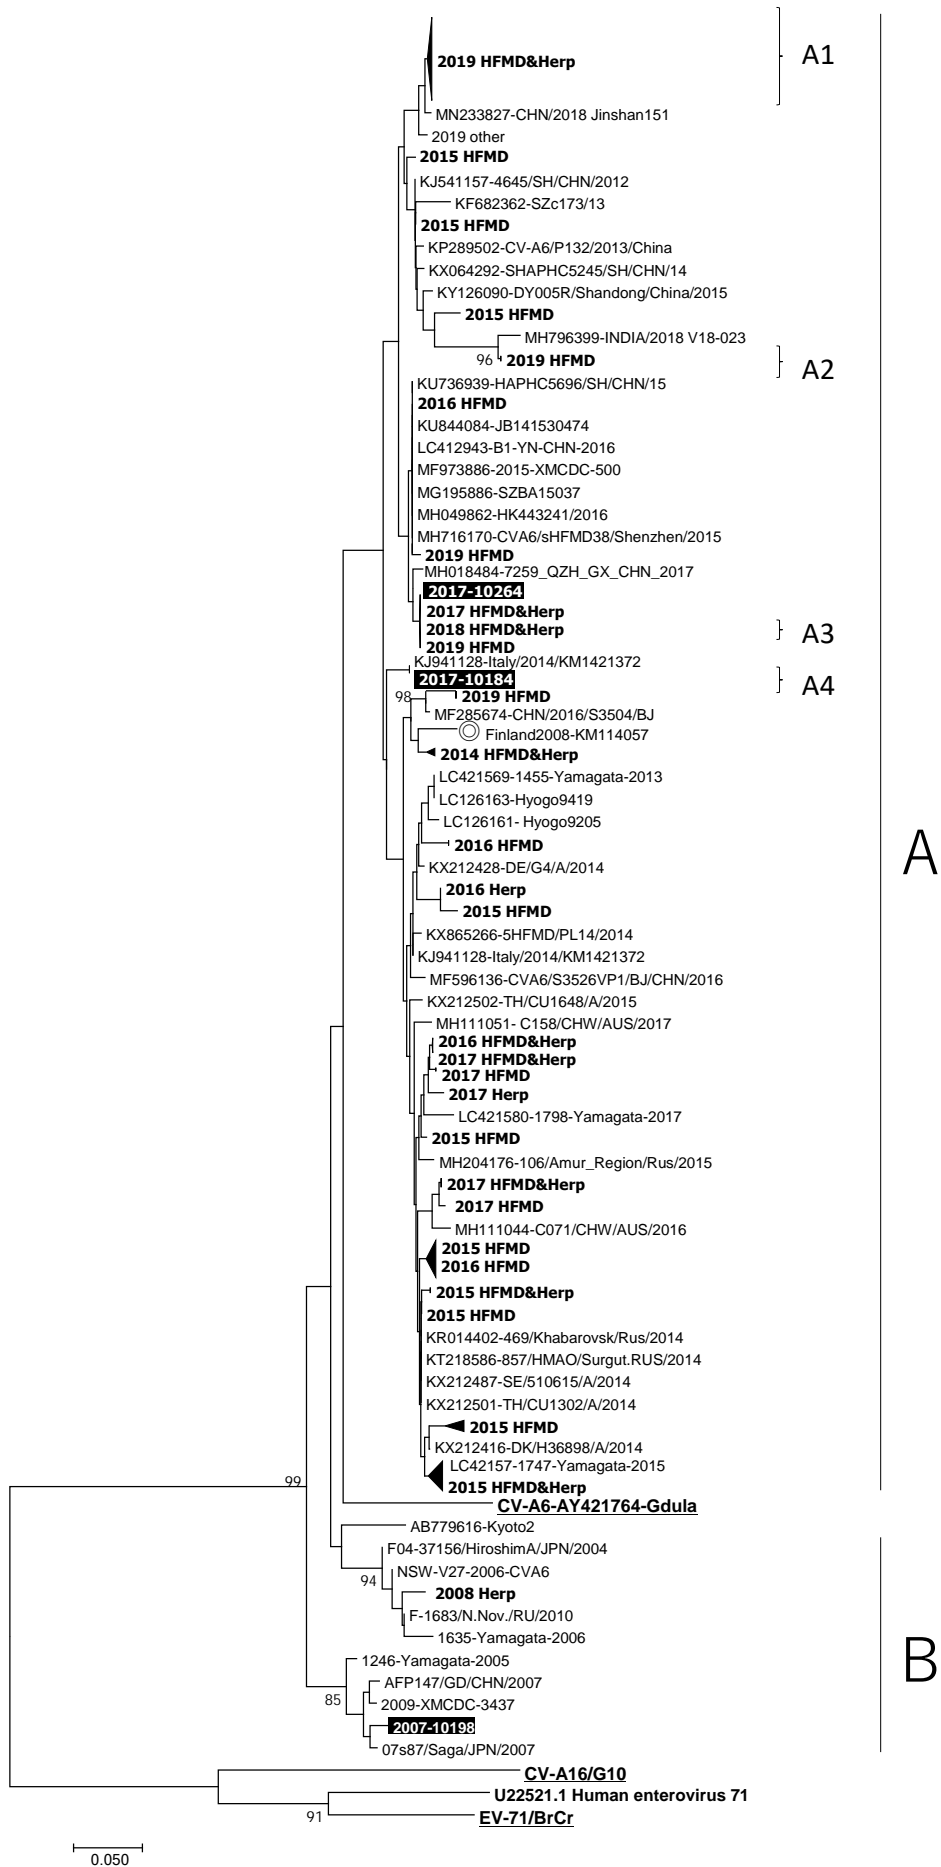 A1
2019 HFMD&Herp
MN233827-CHN/2018 Jinshan151
2019 other
2015 HFMD
KJ541157-4645/SH/CHN/2012
KF682362-SZc173/13
2015 HFMD
KP289502-CV-A6/P132/2013/China
KX064292-SHAPHC5245/SH/CHN/14
KY126090-DY005R/Shandong/China/2015
2015 HFMD
MH796399-INDIA/2018 V18-023
96 2019 HFMD
A2
KU736939-HAPHC5696/SH/CHN/15
2016 HFMD
KU844084-JB141530474
LC412943-B1-YN-CHN-2016
MF973886-2015-XMCDC-500
MG195886-SZBA15037
MH049862-HK443241/2016
MH716170-CVA6/sHFMD38/Shenzhen/2015
2019 HFMD
MH018484-7259_QZH_GX_CHN_2017
2017-10264
2017 HFMD&Herp
2018 HFMD&Herp
A3
2019 HFMD
KJ941128-Italy/2014/KM1421372
2017-10184
A4
98 2019 HFMD
MF285674-CHN/2016/S3504/BJ
Finland2008-KM114057
2014 HFMD&Herp
LC421569-1455-Yamagata-2013
LC126163-Hyogo9419
LC126161- Hyogo9205
2016 HFMD
A
KX212428-DE/G4/A/2014
2016 Herp
2015 HFMD
KX865266-5HFMD/PL14/2014
KJ941128-Italy/2014/KM1421372
MF596136-CVA6/S3526VP1/BJ/CHN/2016
KX212502-TH/CU1648/A/2015
MH111051- C158/CHW/AUS/2017
2016 HFMD&Herp
2017 HFMD&Herp
2017 HFMD
2017 Herp
LC421580-1798-Yamagata-2017
2015 HFMD
MH204176-106/Amur_Region/Rus/2015
2017 HFMD&Herp
2017 HFMD
MH111044-C071/CHW/AUS/2016
2015 HFMD
2016 HFMD
2015 HFMD&Herp
2015 HFMD
KR014402-469/Khabarovsk/Rus/2014
KT218586-857/HMAO/Surgut.RUS/2014
KX212487-SE/510615/A/2014
KX212501-TH/CU1302/A/2014
2015 HFMD
KX212416-DK/H36898/A/2014
LC42157-1747-Yamagata-2015
99
2015 HFMD&Herp
CV-A6-AY421764-Gdula
AB779616-Kyoto2
F04-37156/HiroshimA/JPN/2004
NSW-V27-2006-CVA6
94
2008 Herp
F-1683/N.Nov./RU/2010
1635-Yamagata-2006
B
1246-Yamagata-2005
AFP147/GD/CHN/2007
85
2009-XMCDC-3437
2007-10198
07s87/Saga/JPN/2007
CV-A16/G10
U22521.1 Human enterovirus 71
91
EV-71/BrCr
0.050